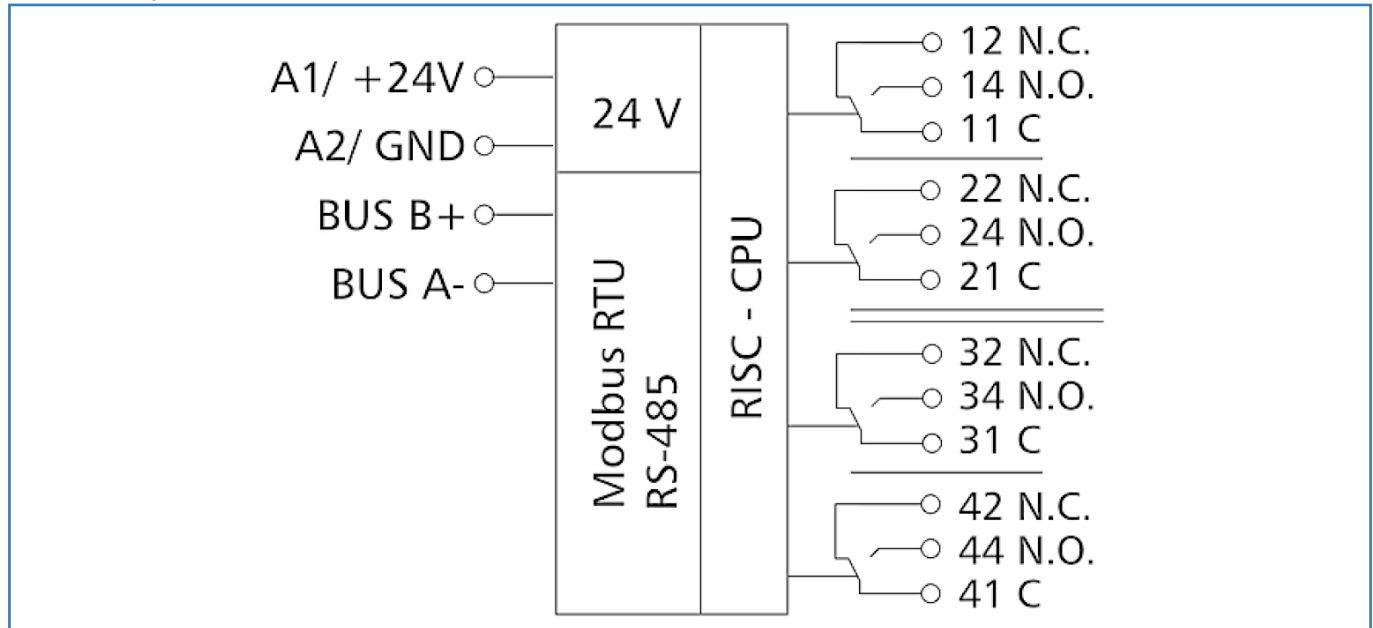 A1/ +24V
A2/ GND
BUS B+
BUS A-
24 V
Modbus RTU
RS-485
RISC - CPU
12 N.C.
14 N.O.
11 C
22 N.C.
24 N.O.
21 C
32 N.C.
34 N.O.
31 C
42 N.C.
44 N.O.
41 C